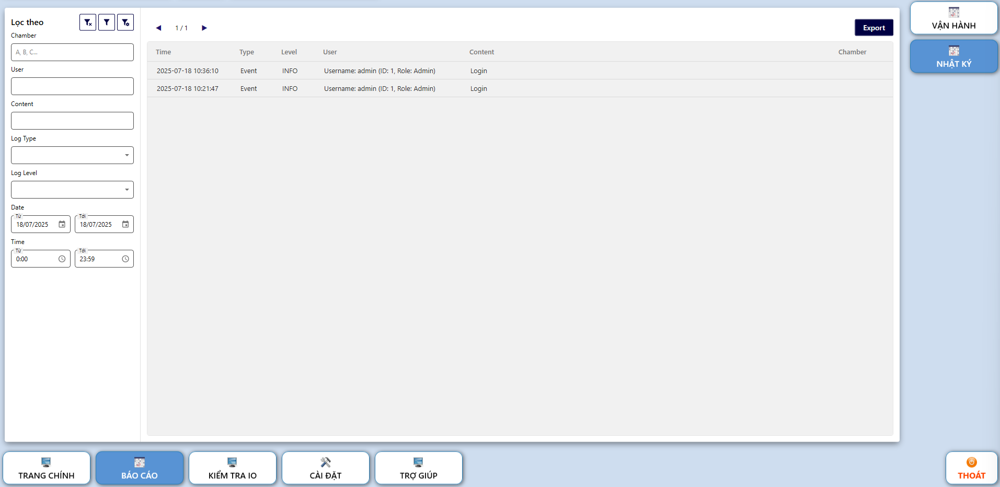 Lọc theo
Chamber
A, B, C...
User
Content
Log Type
Log Level
Date
Từ
18/07/2025
Tới
18/07/2025
Time
Từ
0:00
Tới
23:59
1 / 1
Export
Time Type Level User Content Chamber
2025-07-18 10:36:10 Event INFO Username: admin (ID: 1, Role: Admin) Login
2025-07-18 10:21:47 Event INFO Username: admin (ID: 1, Role: Admin) Login
VẬN HÀNH
NHẬT KÝ
TRANG CHÍNH
BÁO CÁO
KIỂM TRA IO
CÀI ĐẶT
TRỢ GIÚP
THOÁT